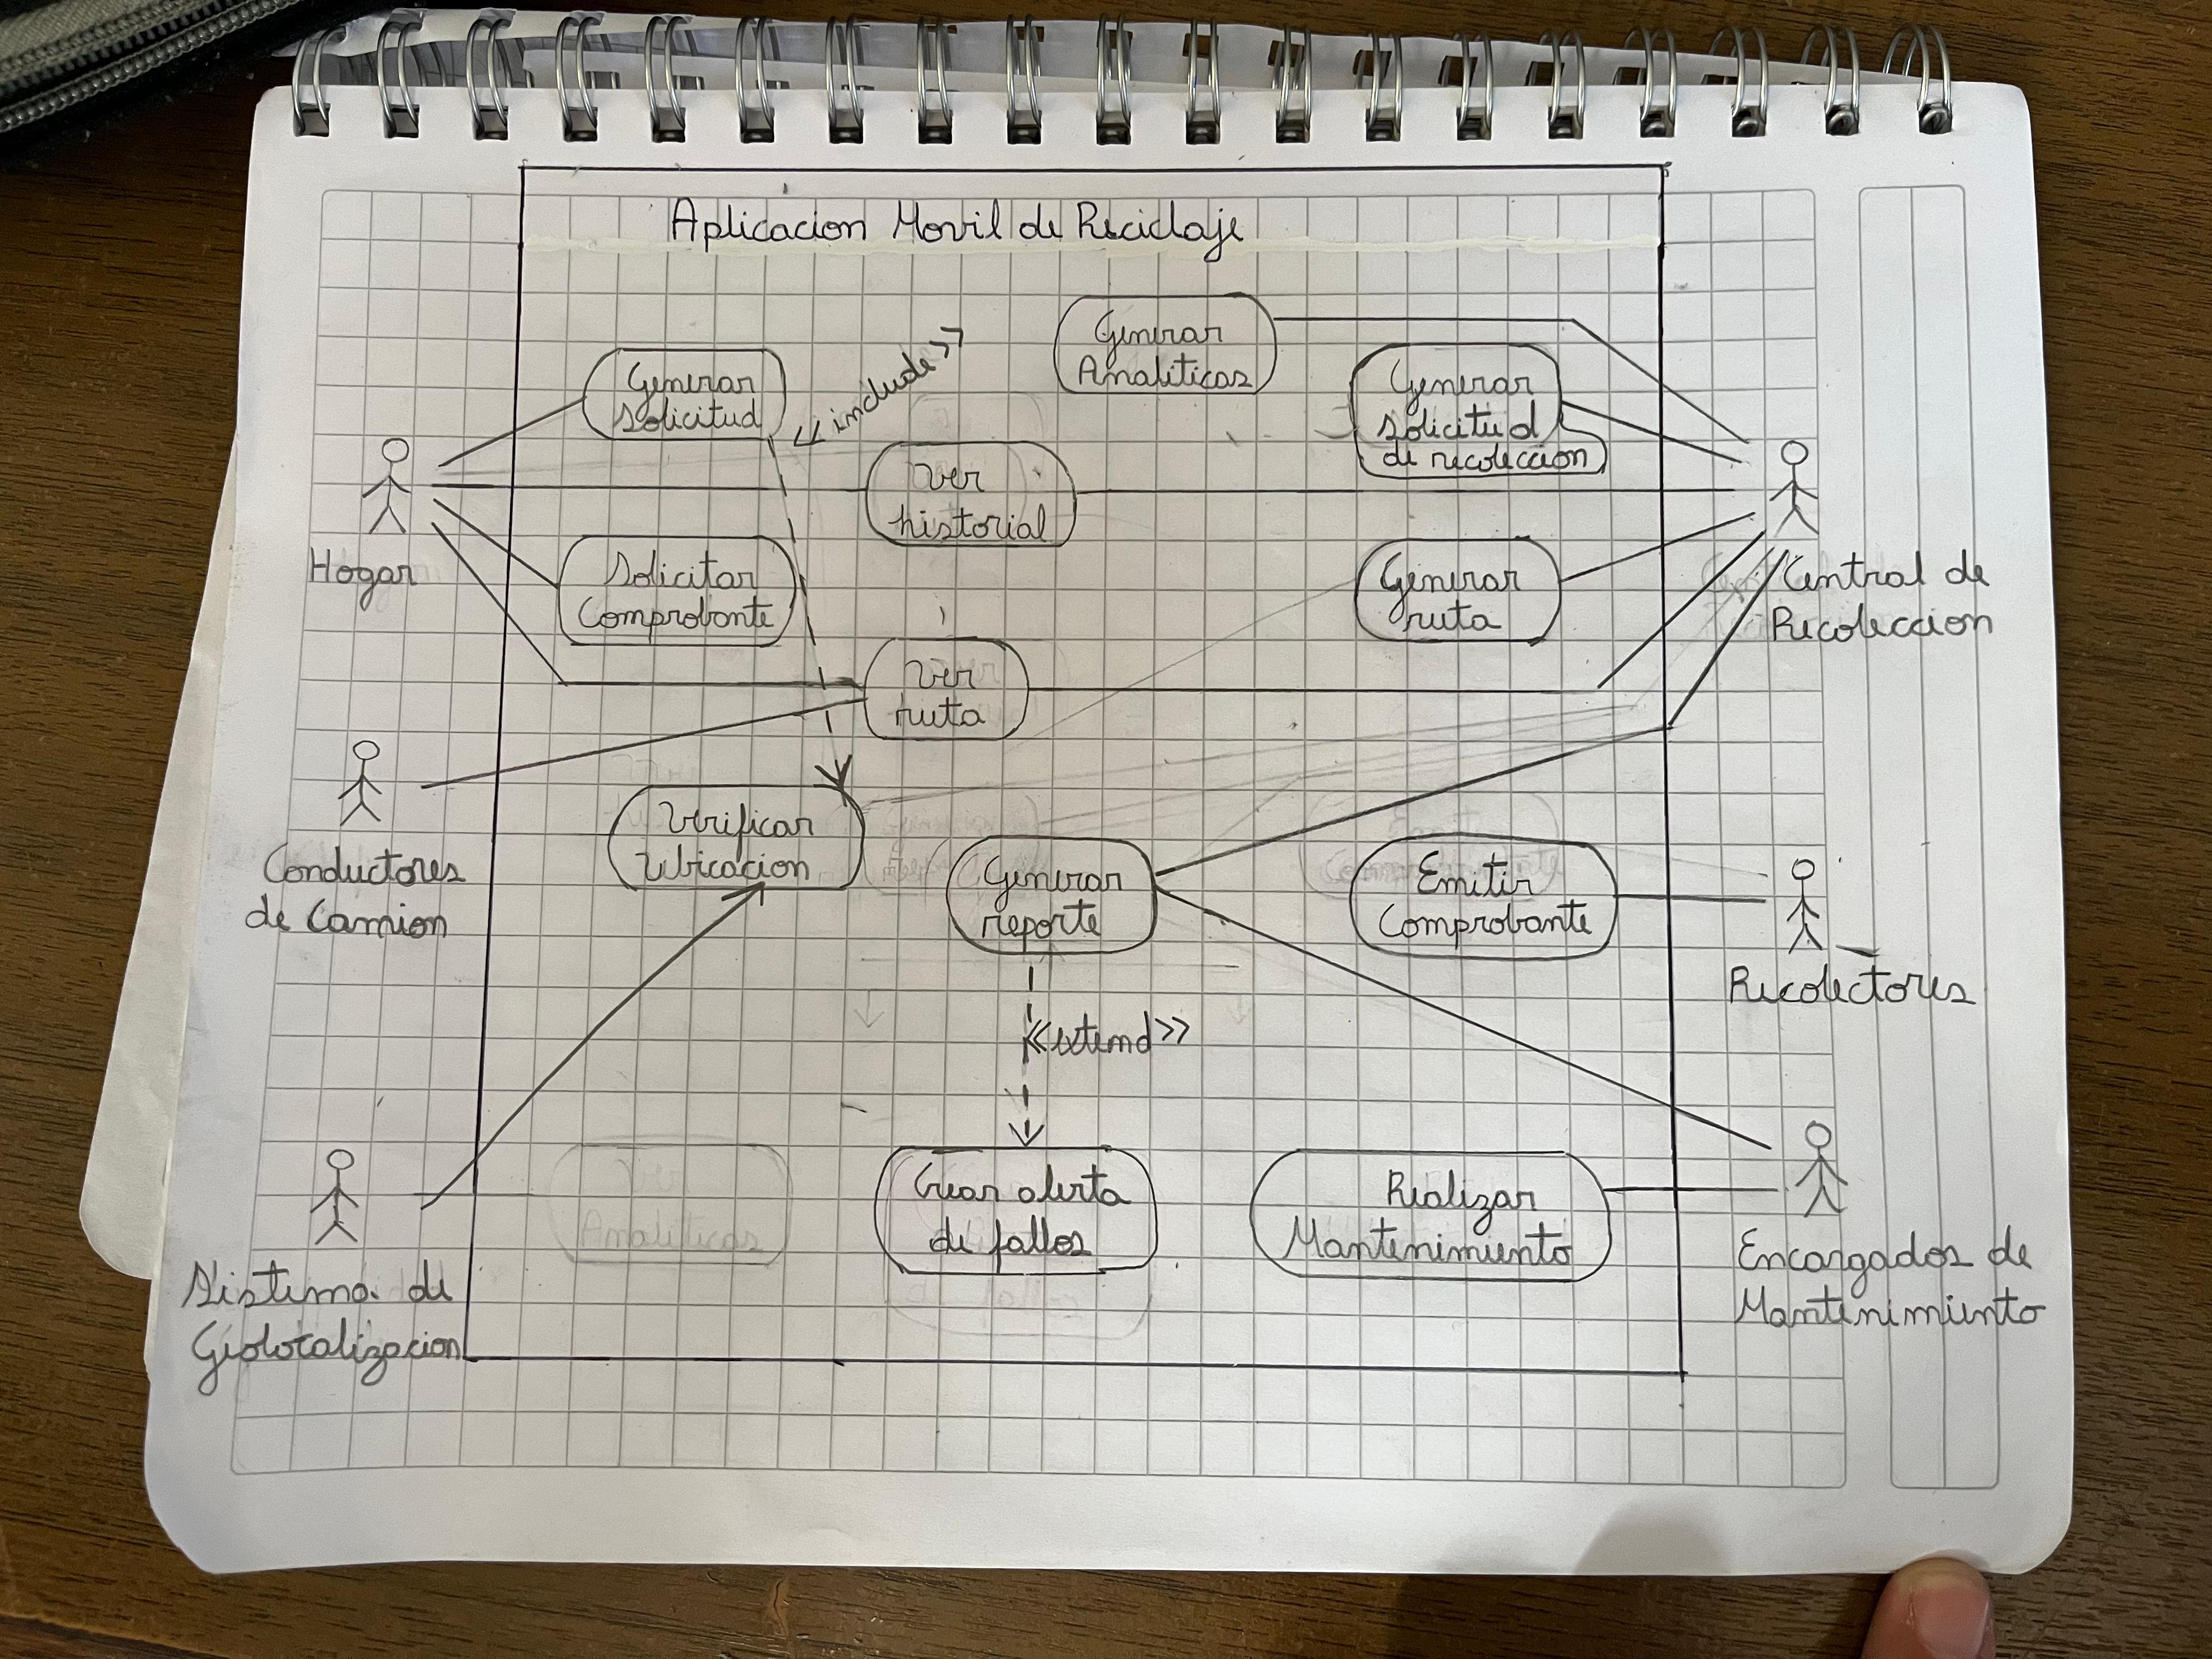 Aplicacion Movil de Reciclaje
Generar
Analiticas
<< include >>
Generar
Solicitud
Generar
Solicitud
de recoleccion
Ver
historial
Hogar
Solicitar
Comprobante
Generar
ruta
Central de
Recoleccion
Ver
ruta
Verificar
Ubicacion
Conductores
de Camion
Generar
reporte
Emitir
Comprobante
Recolectores
<<extend>>
Crear alerta
de fallos
Realizar
Mantenimiento
Encargados de
Mantenimiento
Analiticas
Sistema de
Geolocalizacion